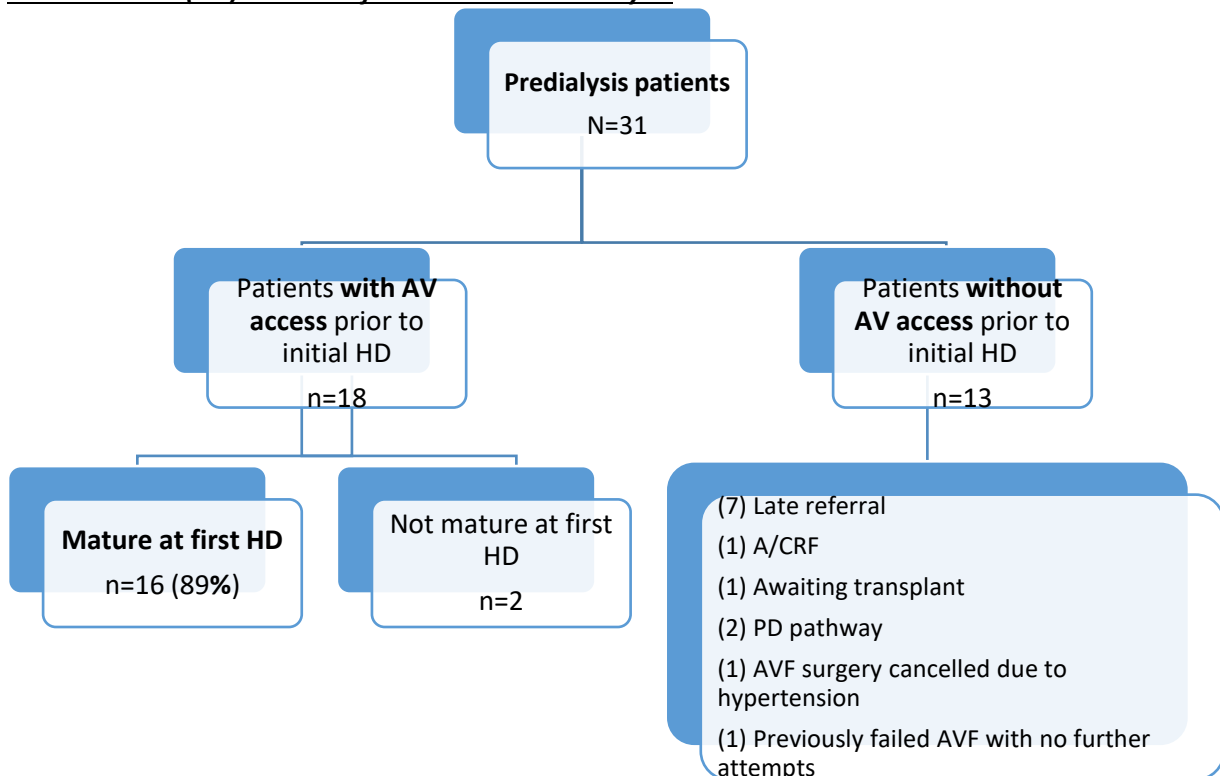 Predialysis patients
N=31
Patients with AV
access prior to
initial HD
n=18
Patients without
AV access prior to
initial HD
n=13
Mature at first HD
n=16 (89%)
Not mature at first
HD
n=2
(7) Late referral
(1) A/CRF
(1) Awaiting transplant
(2) PD pathway
(1) AVF surgery cancelled due to
hypertension
(1) Previously failed AVF with no further
attempts